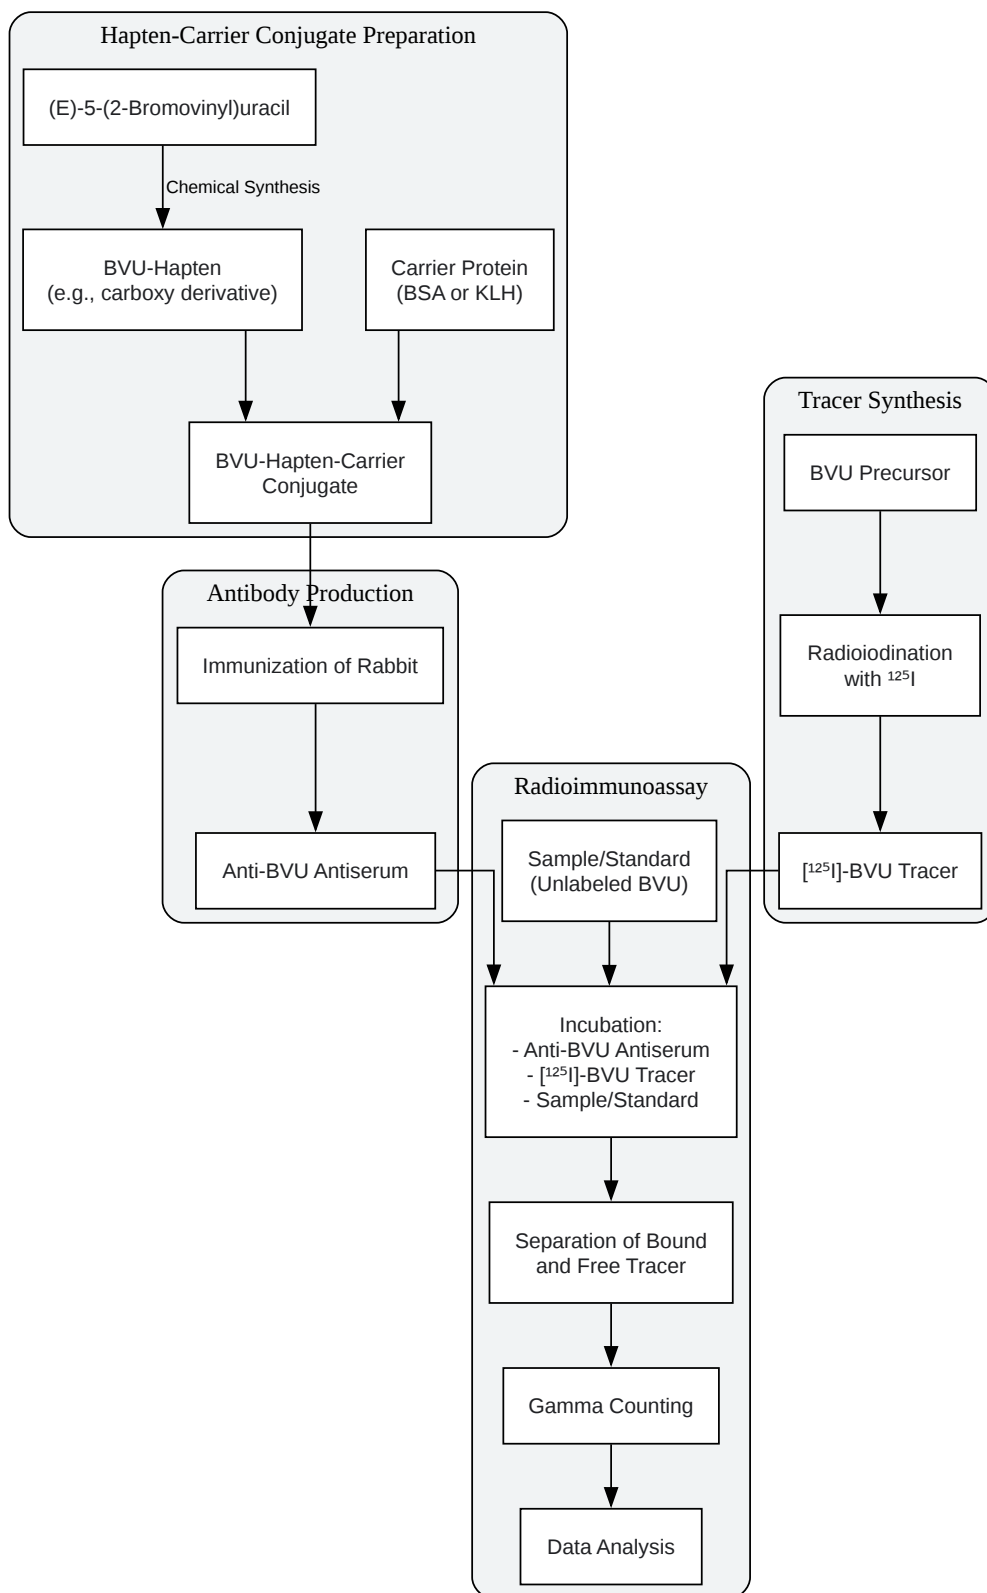 Hapten-Carrier Conjugate Preparation
(E)-5-(2-Bromovinyl)uracil
Chemical Synthesis
BVU-Hapten
(e.g., carboxy derivative)
Carrier Protein
(BSA or KLH)
BVU-Hapten-Carrier
Conjugate
Antibody Production
Immunization of Rabbit
Anti-BVU Antiserum
Tracer Synthesis
BVU Precursor
Radioiodination
with ¹²⁵I
[¹²⁵I]-BVU Tracer
Radioimmunoassay
Sample/Standard
(Unlabeled BVU)
Incubation:
- Anti-BVU Antiserum
- [¹²⁵I]-BVU Tracer
- Sample/Standard
Separation of Bound
and Free Tracer
Gamma Counting
Data Analysis